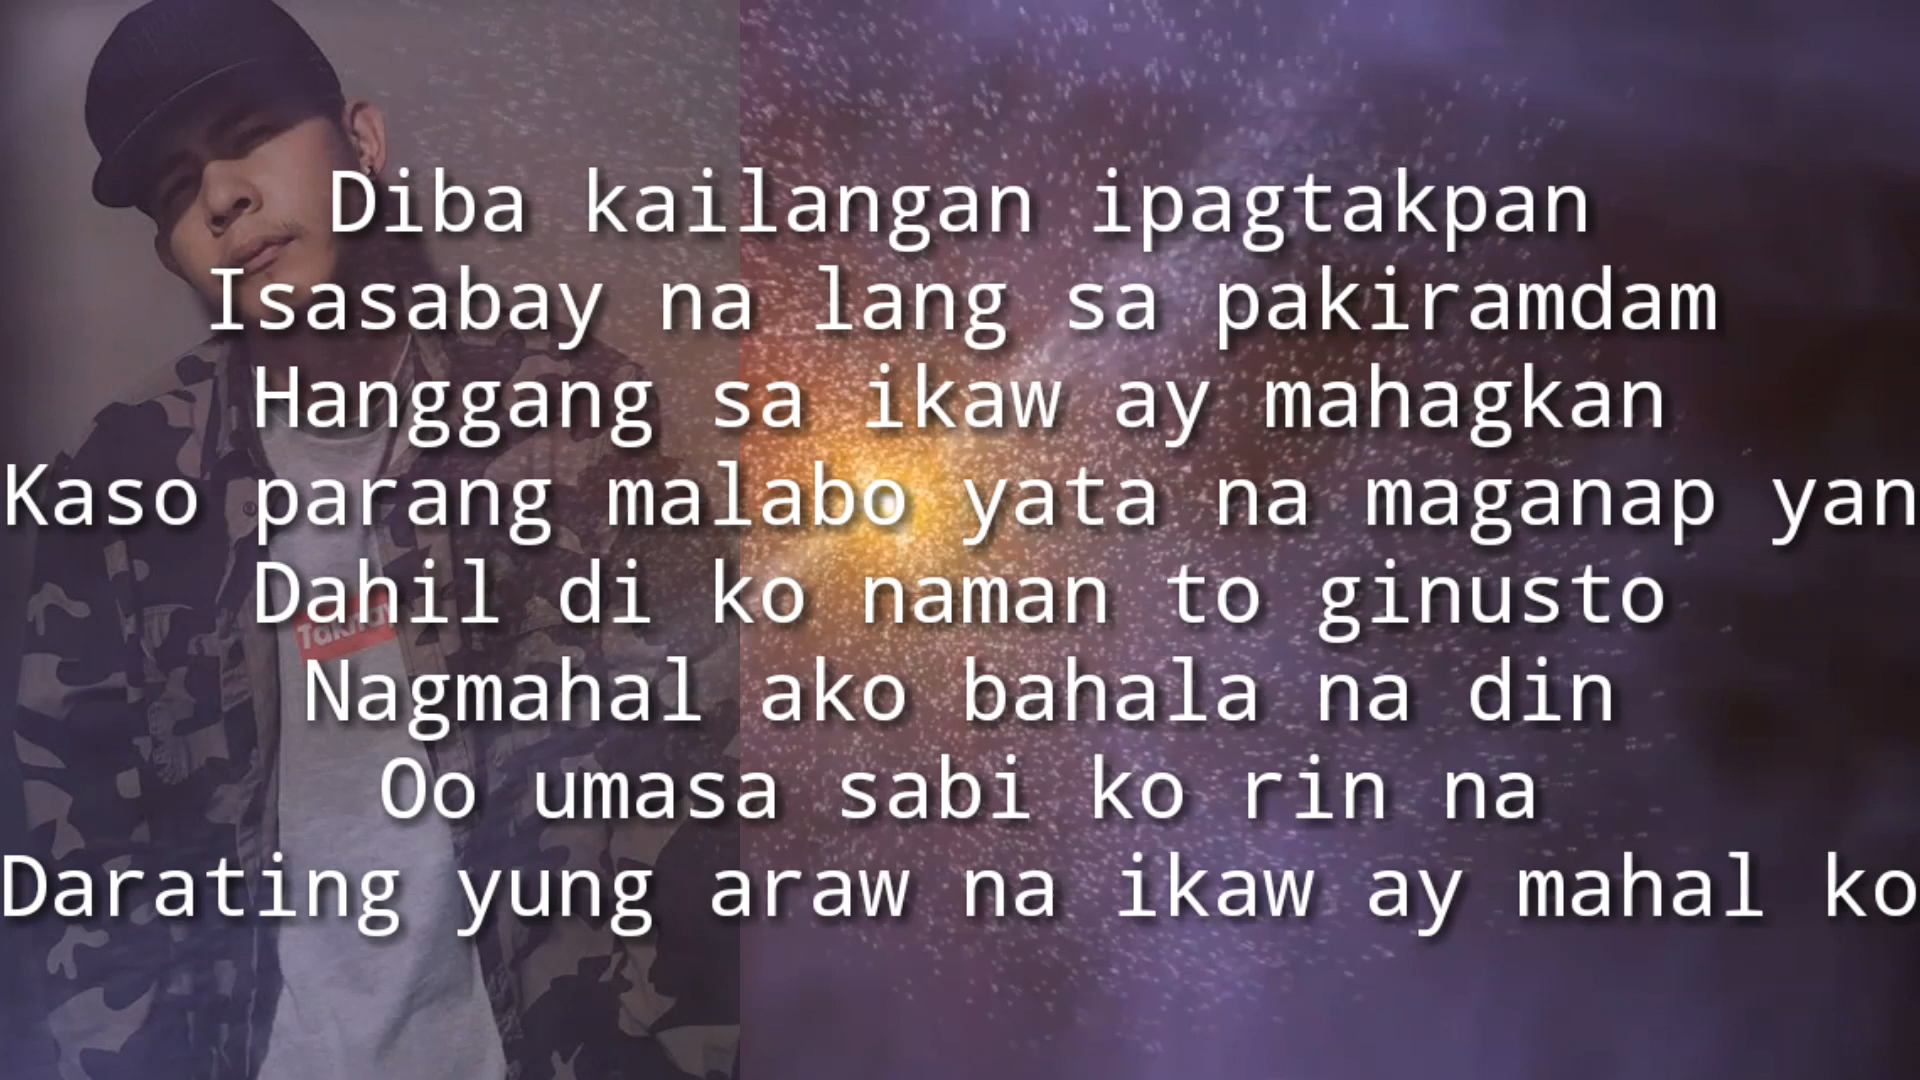 Diba kailangan ipagtakpan
Isasabay na lang sa pakiramdam
Hanggang sa ikaw ay mahagkan
Kaso parang malabo yata na maganap yan
Dahil di ko naman to ginusto
Nagmahal ako bahala na din
Oo umasa sabi ko rin na
Darating yung araw na ikaw ay mahal ko